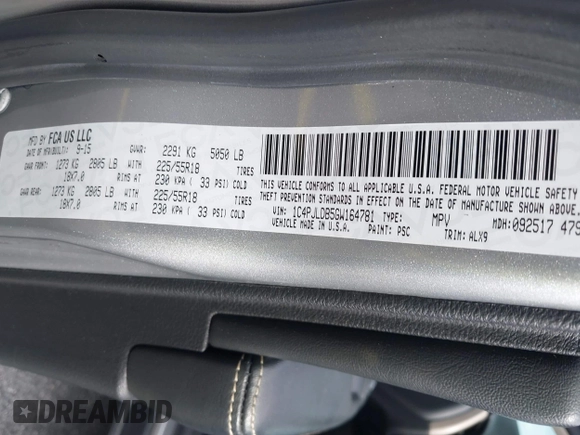 MFD BY FCA US LLC
DATE OF MFR/BUILT: 9-15 GVWR: 2291 KG 5050 LB
GAWR FRONT: 1273 KG 2805 LB WITH 225/55R18 TIRES
18X7.0 RIMS AT 230 KPA ( 33 PSI) COLD
GAWR REAR: 1273 KG 2805 LB WITH 225/55R18 TIRES
18X7.0 RIMS AT 230 KPA ( 33 PSI) COLD
THIS VEHICLE CONFORMS TO ALL APPLICABLE U.S.A. FEDERAL MOTOR VEHICLE SAFETY
THEFT PREVENTION STANDARDS IN EFFECT ON THE DATE OF MANUFACTURE SHOWN ABOVE
VIN: 1C4PJLDB5GW164781 TYPE: MPV MDH: 092517 479
VEHICLE MADE IN U.S.A. PAINT: PSC TRIM: ALX9
DREAMBID